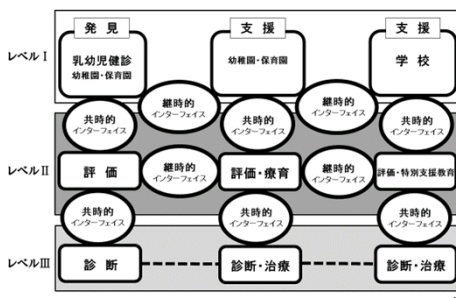 発 見
支 援
支 援
レベルⅠ
乳幼児健診
幼稚園・保育園
幼稚園・保育園
学 校
継時的
インターフェイス
継時的
インターフェイス
共時的
インターフェイス
共時的
インターフェイス
共時的
インターフェイス
レベルⅡ
評 価
継時的
インターフェイス
評価・療育
継時的
インターフェイス
評価・特別支援教育
共時的
インターフェイス
共時的
インターフェイス
共時的
インターフェイス
レベルⅢ
診 断
診断・治療
診断・治療